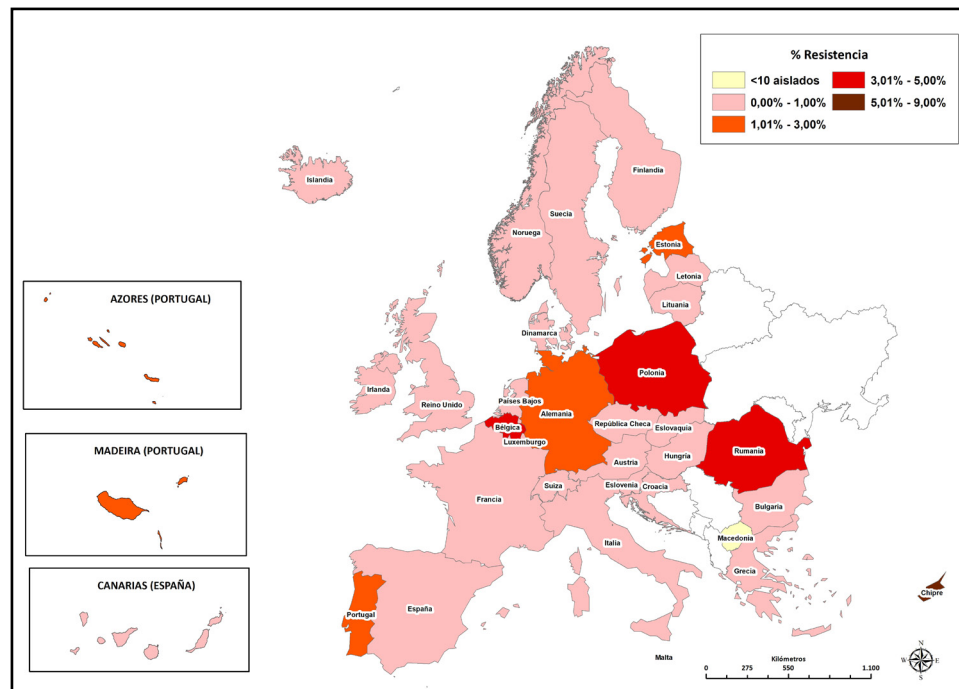 % Resistencia
<10 aislados
0,00% - 1,00%
1,01% - 3,00%
3,01% - 5,00%
5,01% - 9,00%
Islandia
Finlandia
Suecia
Noruega
Estonia
Letonia
Lituania
Dinamarca
Irlanda
Reino Unido
Países Bajos
Alemania
Polonia
Bélgica
Luxemburgo
República Checa
Eslovaquia
Austria
Hungría
Rumanía
Francia
Suiza
Eslovenia
Croacia
Bulgaria
Italia
Macedonia
Grecia
Portugal
España
Chipre
Malta
AZORES (PORTUGAL)
MADEIRA (PORTUGAL)
CANARIAS (ESPAÑA)
Kilómetros
0 275 550 1.100
N
W E
S